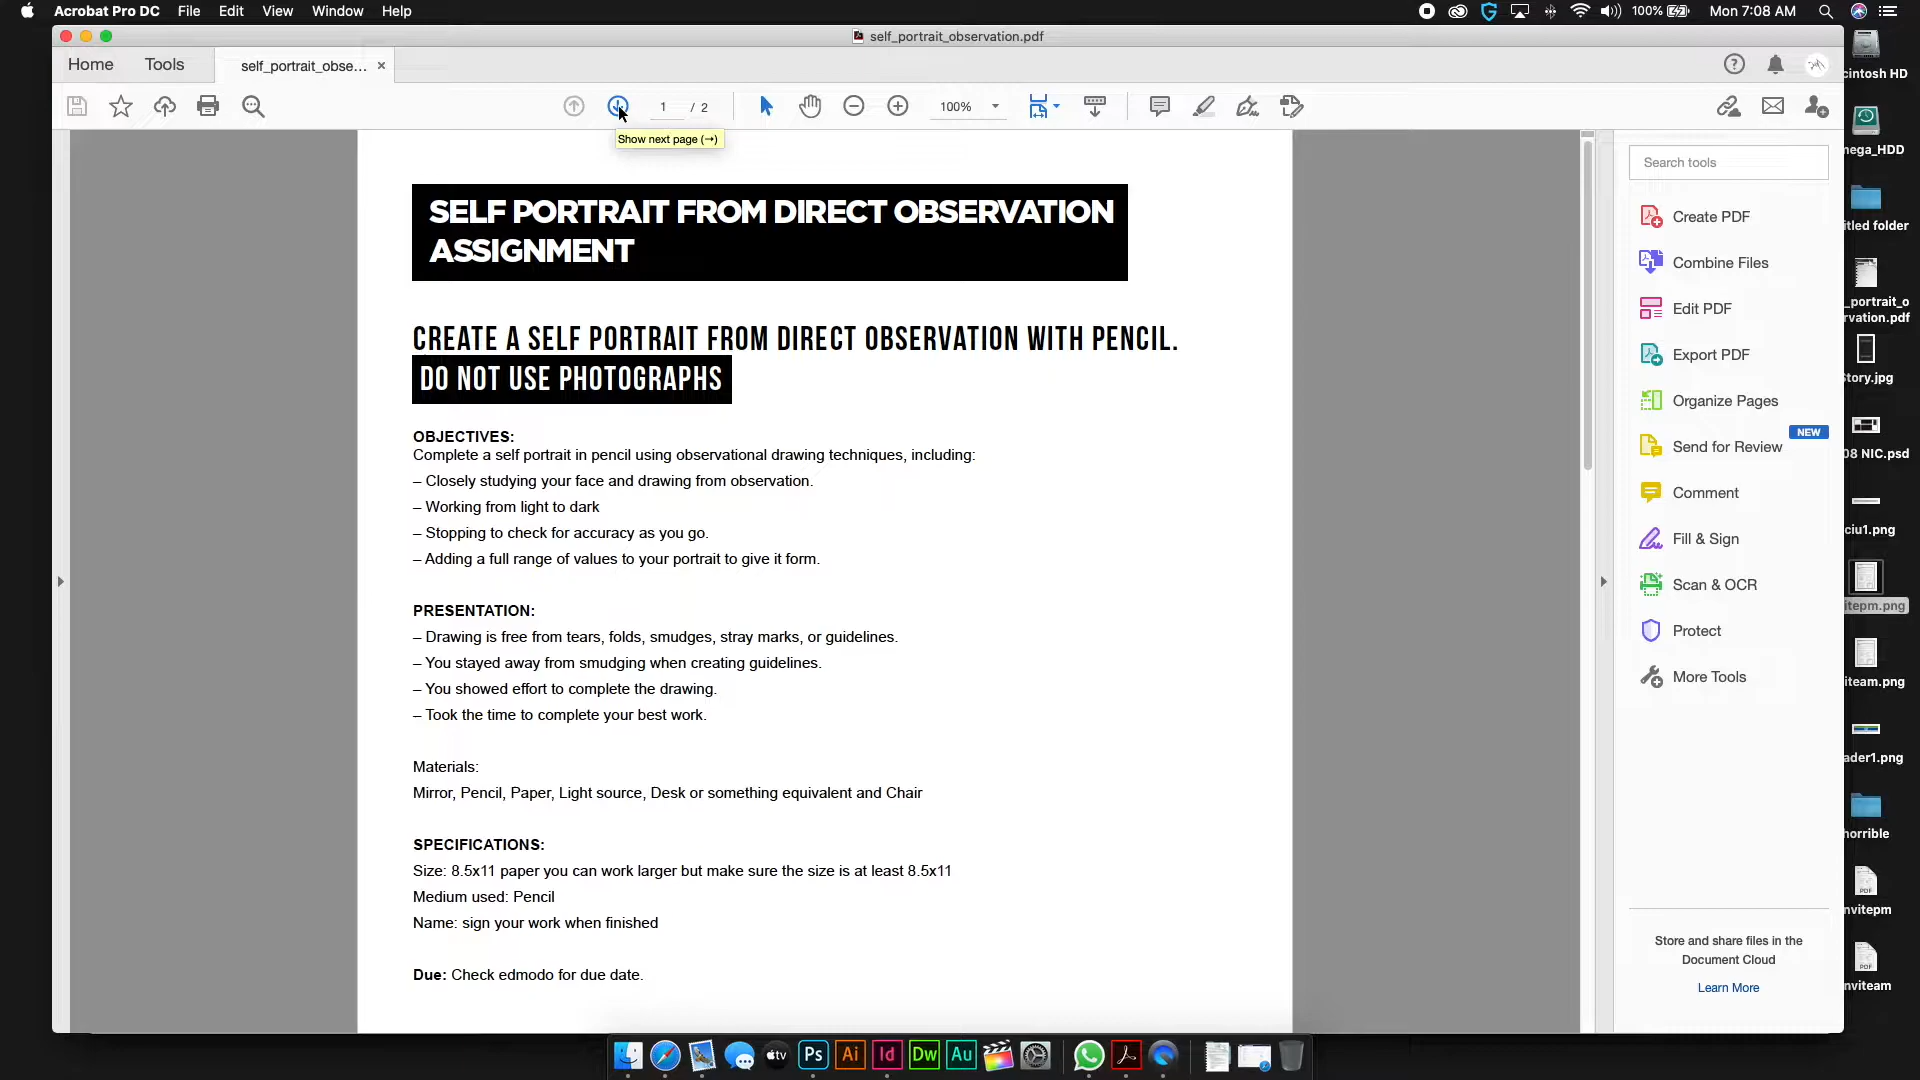 Acrobat Pro DC File Edit View Window Help
100% Mon 7:08 AM
self_portrait_observation.pdf
Home Tools self_portrait_obse... ×
1 / 2 100%
Show next page (→)
SELF PORTRAIT FROM DIRECT OBSERVATION
ASSIGNMENT
CREATE A SELF PORTRAIT FROM DIRECT OBSERVATION WITH PENCIL.
DO NOT USE PHOTOGRAPHS
OBJECTIVES:
Complete a self portrait in pencil using observational drawing techniques, including:
– Closely studying your face and drawing from observation.
– Working from light to dark
– Stopping to check for accuracy as you go.
– Adding a full range of values to your portrait to give it form.
PRESENTATION:
– Drawing is free from tears, folds, smudges, stray marks, or guidelines.
– You stayed away from smudging when creating guidelines.
– You showed effort to complete the drawing.
– Took the time to complete your best work.
Materials:
Mirror, Pencil, Paper, Light source, Desk or something equivalent and Chair
SPECIFICATIONS:
Size: 8.5x11 paper you can work larger but make sure the size is at least 8.5x11
Medium used: Pencil
Name: sign your work when finished
Due: Check edmodo for due date.
Search tools
Create PDF
Combine Files
Edit PDF
Export PDF
Organize Pages
NEW
Send for Review
Comment
Fill & Sign
Scan & OCR
Protect
More Tools
Store and share files in the
Document Cloud
Learn More
cintosh HD
nega_HDD
itled folder
_portrait_o
rvation.pdf
Story.jpg
08 NIC.psd
ciu1.png
itepm.png
iteam.png
ader1.png
horrible
PDF
nvitepm
PDF
nviteam
tv Ps Ai Id Dw Au